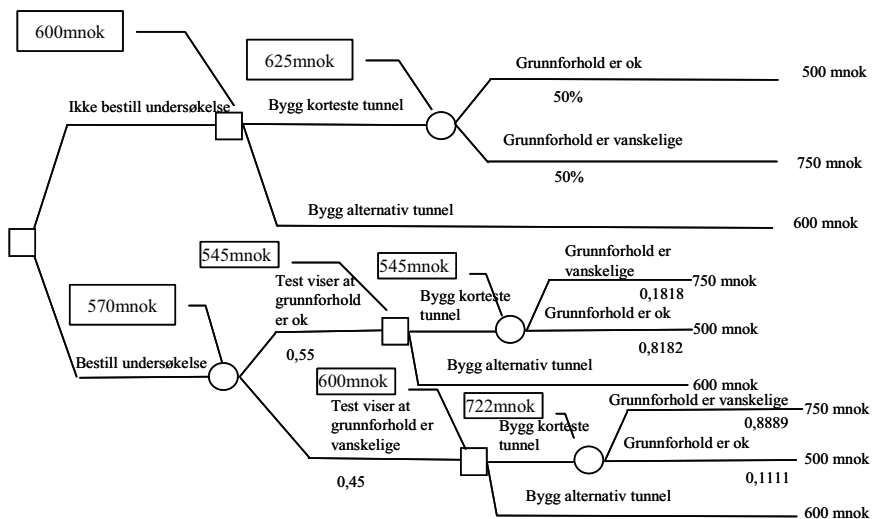 600mnok
625mnok
Grunnforhold er ok
500 mnok
50%
Ikke bestill undersøkelse
Bygg korteste tunnel
Grunnforhold er vanskelige
750 mnok
50%
Bygg alternativ tunnel
600 mnok
545mnok
545mnok
Grunnforhold er
vanskelige
750 mnok
0,1818
Test viser at
grunnforhold
er ok
Bygg korteste
tunnel
Grunnforhold er ok
500 mnok
0,8182
570mnok
Bestill undersøkelse
0,55
Bygg alternativ tunnel
600 mnok
600mnok
Test viser at
grunnforhold er
vanskelige
722mnok
Bygg korteste
tunnel
Grunnforhold er vanskelige
750 mnok
0,8889
Grunnforhold er ok
500 mnok
0,1111
0,45
Bygg alternativ tunnel
600 mnok